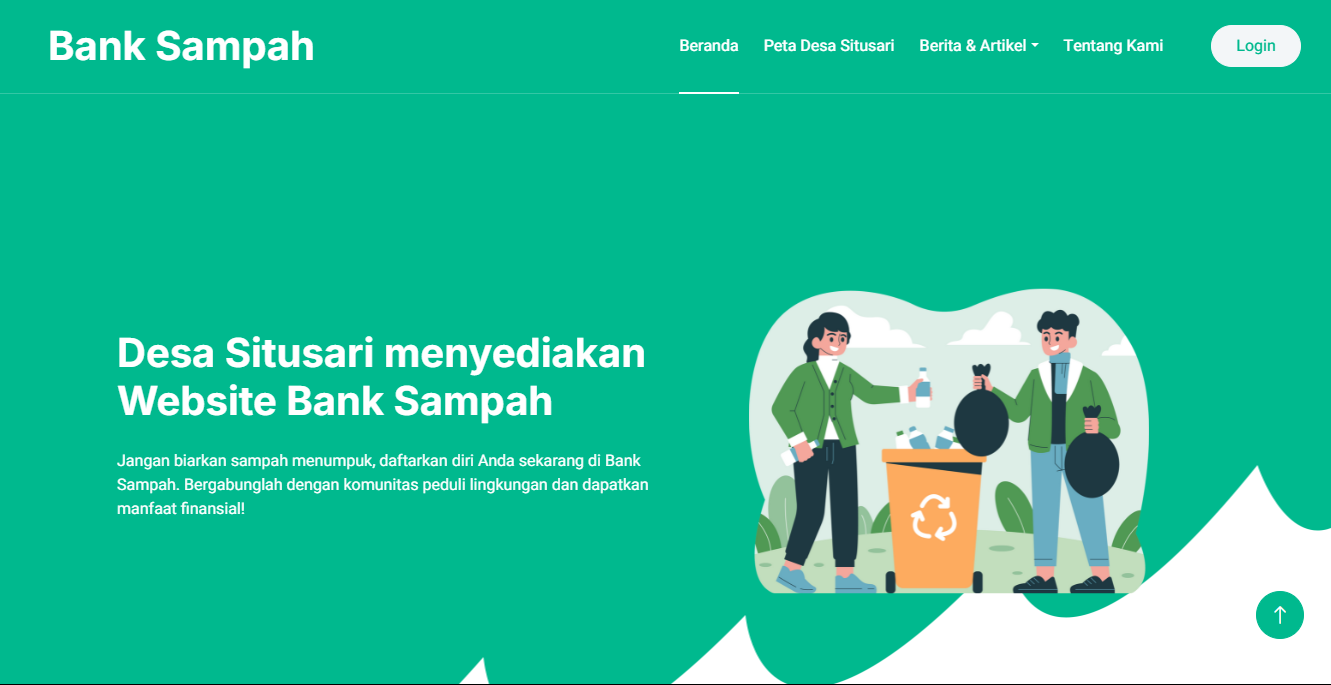 Bank Sampah
Beranda
Peta Desa Situsari
Berita & Artikel
Tentang Kami
Login
Desa Situsari menyediakan
Website Bank Sampah
Jangan biarkan sampah menumpuk, daftarkan diri Anda sekarang di Bank
Sampah. Bergabunglah dengan komunitas peduli lingkungan dan dapatkan
manfaat finansial!